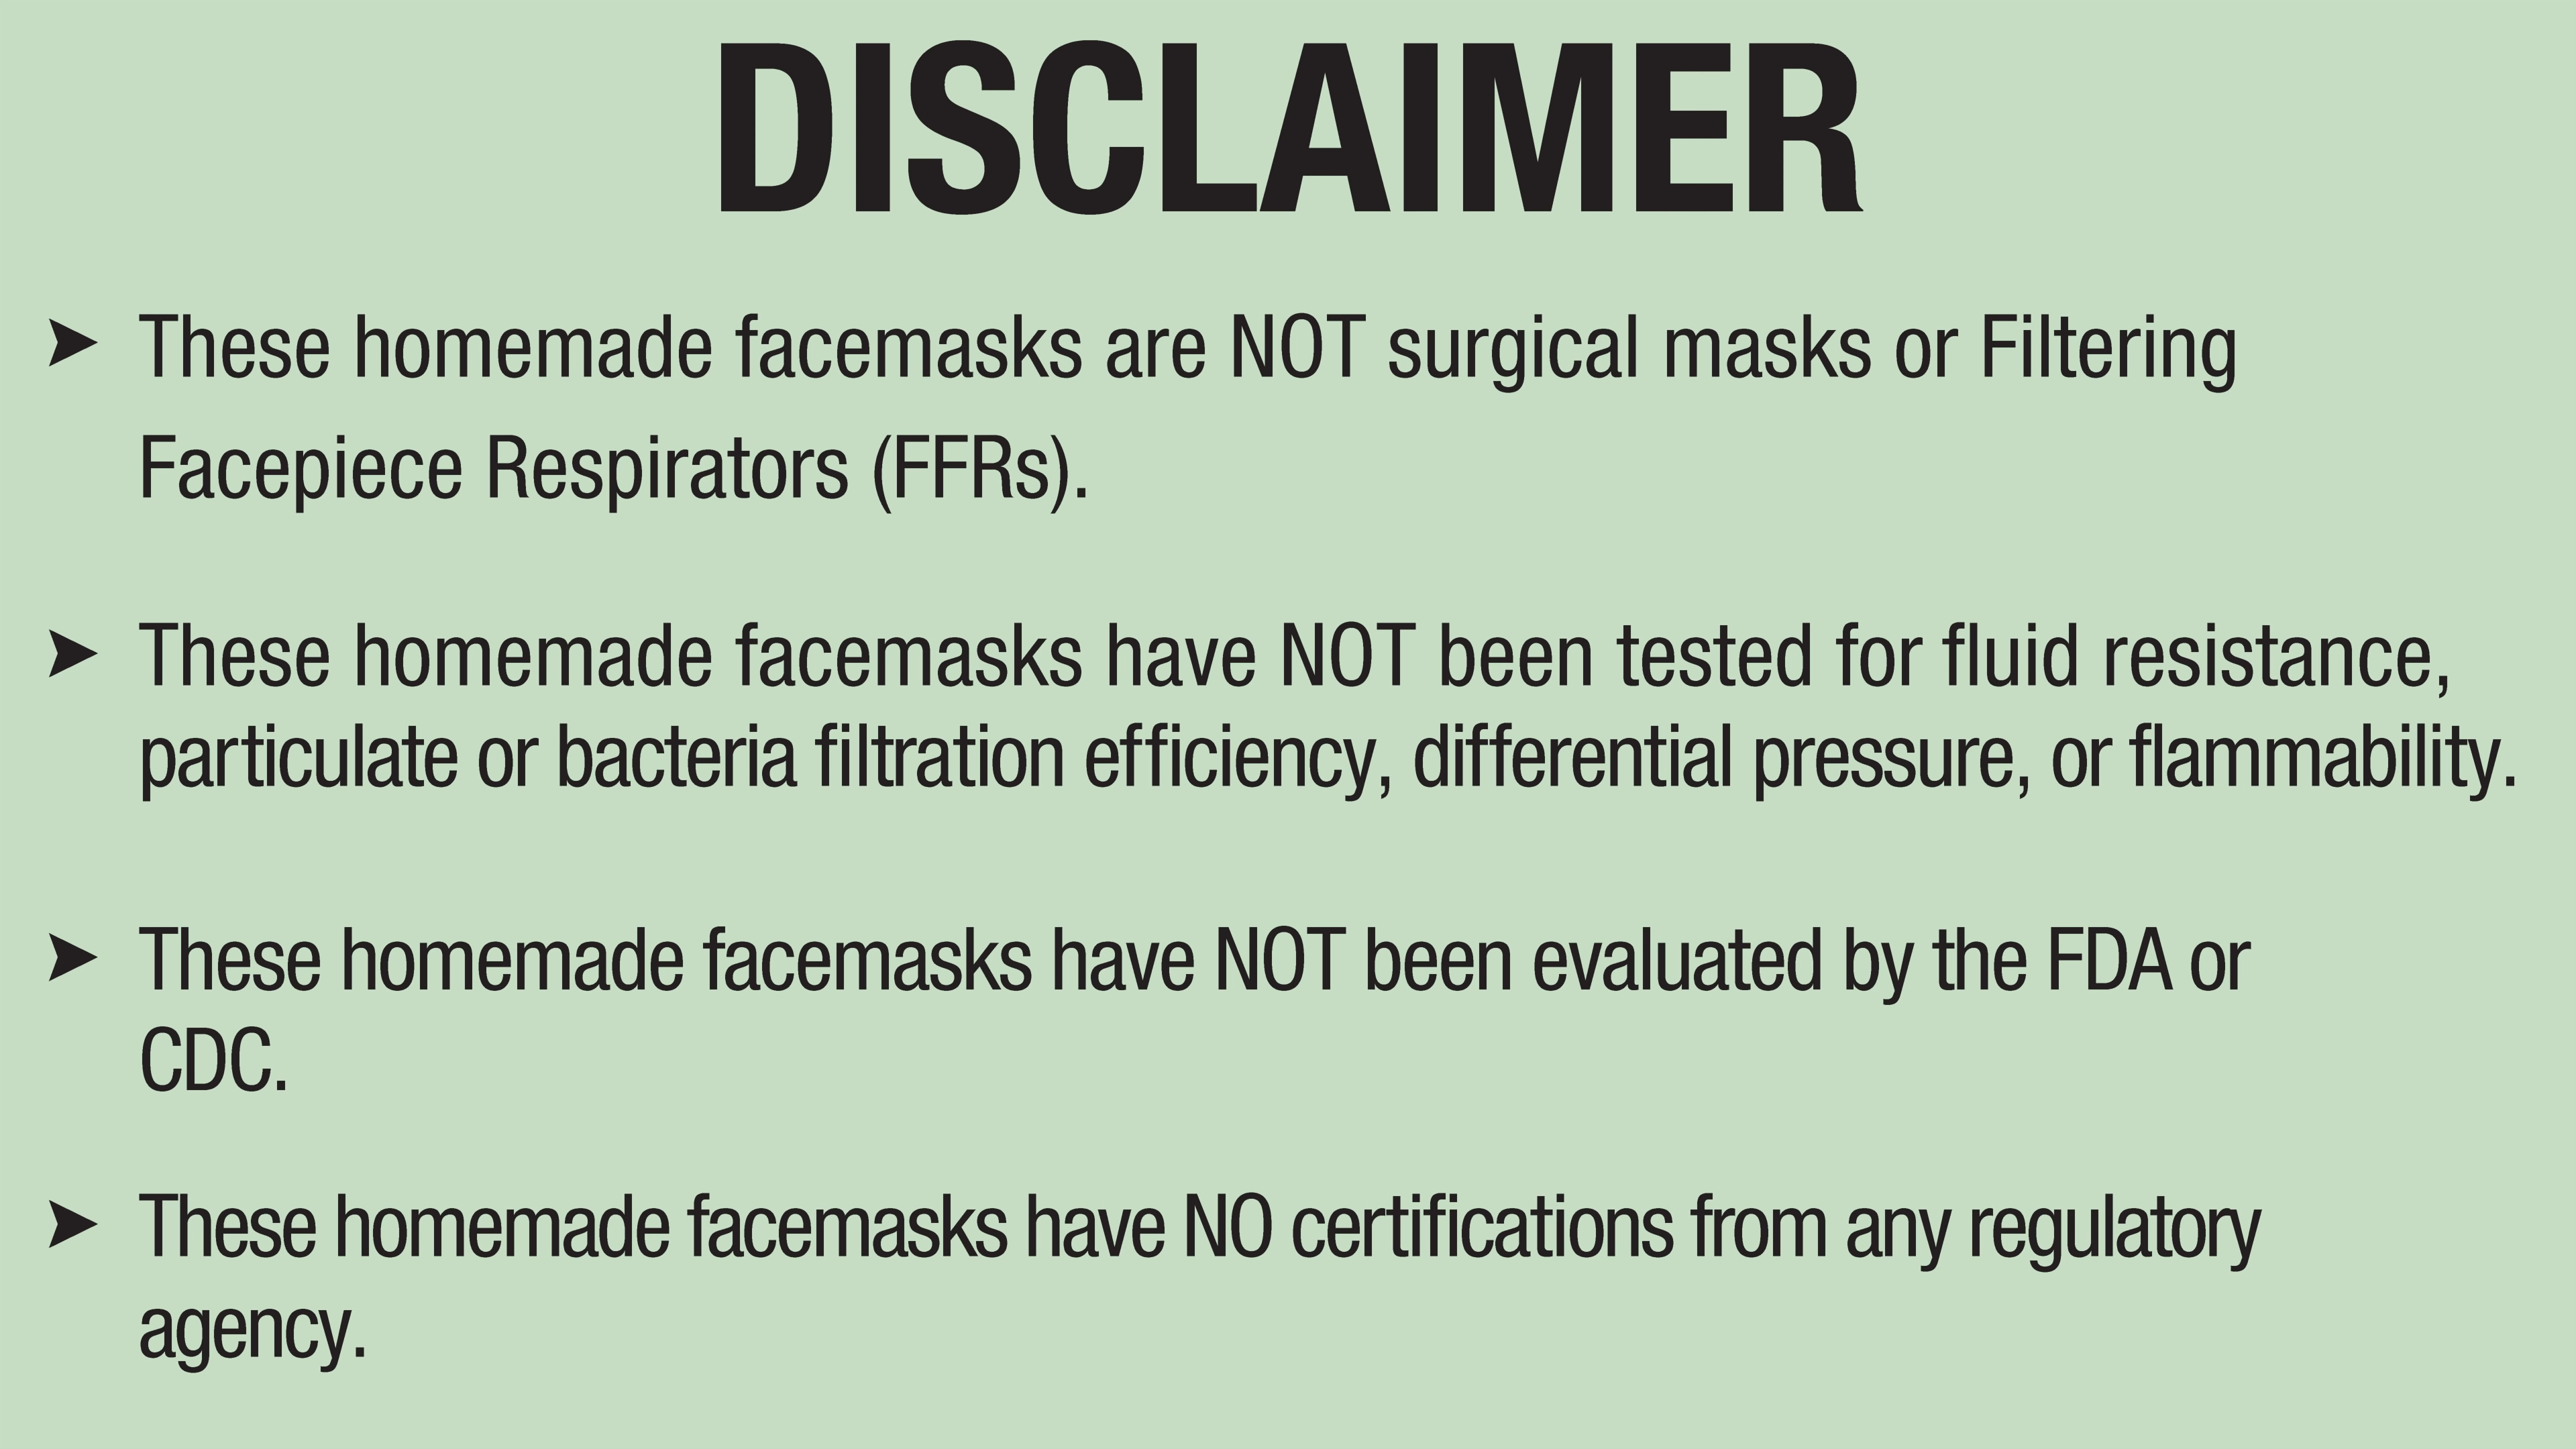 DISCLAIMER
➤ These homemade facemasks are NOT surgical masks or Filtering
Facepiece Respirators (FFRs).
➤ These homemade facemasks have NOT been tested for fluid resistance,
particulate or bacteria filtration efficiency, differential pressure, or flammability.
➤ These homemade facemasks have NOT been evaluated by the FDA or
CDC.
➤ These homemade facemasks have NO certifications from any regulatory
agency.